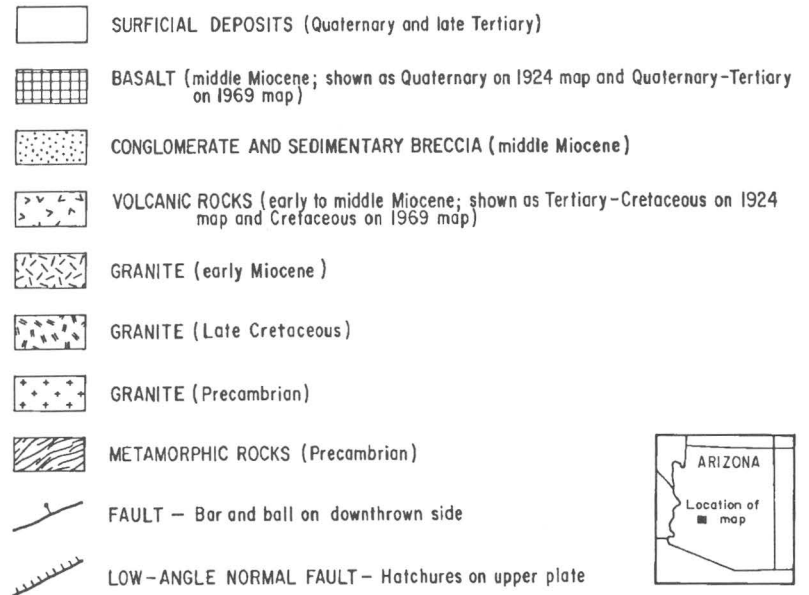 SURFICIAL DEPOSITS (Quaternary and late Tertiary)
BASALT (middle Miocene; shown as Quaternary on 1924 map and Quaternary-Tertiary
on 1969 map)
CONGLOMERATE AND SEDIMENTARY BRECCIA (middle Miocene)
VOLCANIC ROCKS (early to middle Miocene; shown as Tertiary-Cretaceous on 1924
map and Cretaceous on 1969 map)
GRANITE (early Miocene)
GRANITE (Late Cretaceous)
GRANITE (Precambrian)
METAMORPHIC ROCKS (Precambrian)
FAULT — Bar and ball on downthrown side
LOW-ANGLE NORMAL FAULT — Hatchures on upper plate
ARIZONA
Location of
map